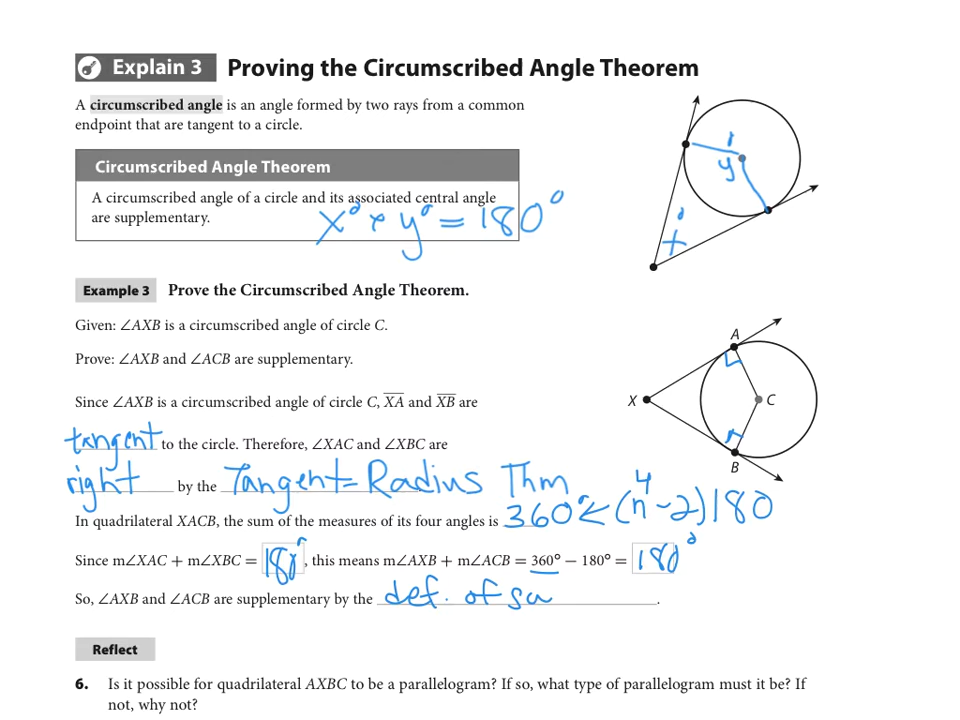 Explain 3 Proving the Circumscribed Angle Theorem
A circumscribed angle is an angle formed by two rays from a common
endpoint that are tangent to a circle.
Circumscribed Angle Theorem
A circumscribed angle of a circle and its associated central angle
are supplementary.
x° + y° = 180°
y°
x°
Example 3 Prove the Circumscribed Angle Theorem.
Given: ∠AXB is a circumscribed angle of circle C.
Prove: ∠AXB and ∠ACB are supplementary.
A
X
C
B
Since ∠AXB is a circumscribed angle of circle C, XA and XB are
tangent to the circle. Therefore, ∠XAC and ∠XBC are
right by the Tangent-Radius Thm
4
In quadrilateral XACB, the sum of the measures of its four angles is 360 (n-2)180
Since m∠XAC + m∠XBC = 180°, this means m∠AXB + m∠ACB = 360° − 180° = 180°
So, ∠AXB and ∠ACB are supplementary by the def. of su.
Reflect
6. Is it possible for quadrilateral AXBC to be a parallelogram? If so, what type of parallelogram must it be? If
not, why not?